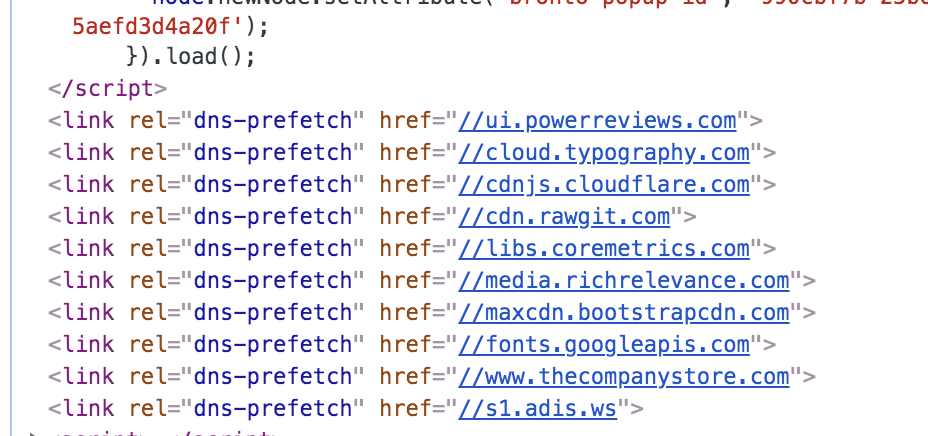 5aefd3d4a20f');
}).load();
</script>
<link rel="dns-prefetch" href="//ui.powerreviews.com">
<link rel="dns-prefetch" href="//cloud.typography.com">
<link rel="dns-prefetch" href="//cdnjs.cloudflare.com">
<link rel="dns-prefetch" href="//cdn.rawgit.com">
<link rel="dns-prefetch" href="//libs.coremetrics.com">
<link rel="dns-prefetch" href="//media.richrelevance.com">
<link rel="dns-prefetch" href="//maxcdn.bootstrapcdn.com">
<link rel="dns-prefetch" href="//fonts.googleapis.com">
<link rel="dns-prefetch" href="//www.thecompanystore.com">
<link rel="dns-prefetch" href="//s1.adis.ws">